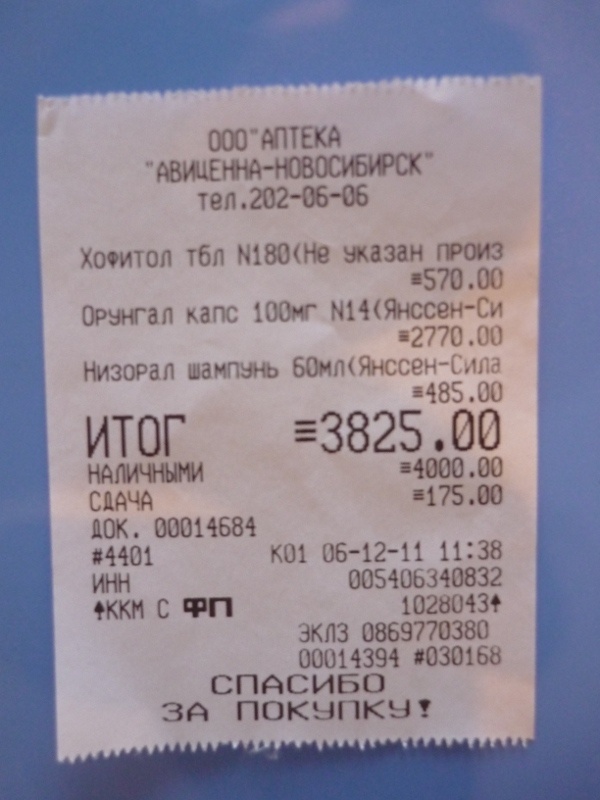 ООО"АПТЕКА
"АВИЦЕННА-НОВОСИБИРСК"
тел.202-06-06
Хофитол тбл N180(Не указан ПРОИЗ
≡570.00
Орунгал капс 100мг N14(Янссен-Си
≡2770.00
Низорал шампунь 60мл(Янссен-Сила
≡485.00
ИТОГ ≡3825.00
НАЛИЧНЫМИ ≡4000.00
СДАЧА ≡175.00
ДОК. 00014684
#4401 К01 06-12-11 11:38
ИНН 005406340832
ККМ С ФП 1028043
ЭКЛЗ 0869770380
00014394 #030168
СПАСИБО
ЗА ПОКУПКУ!